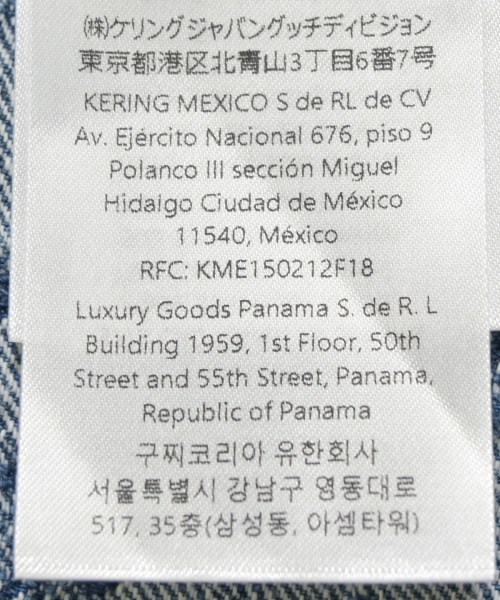 ㈱ケリングジャパングッチディビジョン
東京都港区北青山3丁目6番7号
KERING MEXICO S de RL de CV
Av. Ejército Nacional 676, piso 9
Polanco III sección Miguel
Hidalgo Ciudad de México
11540, México
RFC: KME150212F18
Luxury Goods Panama S. de R. L
Building 1959, 1st Floor, 50th
Street and 55th Street, Panama,
Republic of Panama
구찌코리아 유한회사
서울특별시 강남구 영동대로
517, 35층(삼성동, 아셈타워)